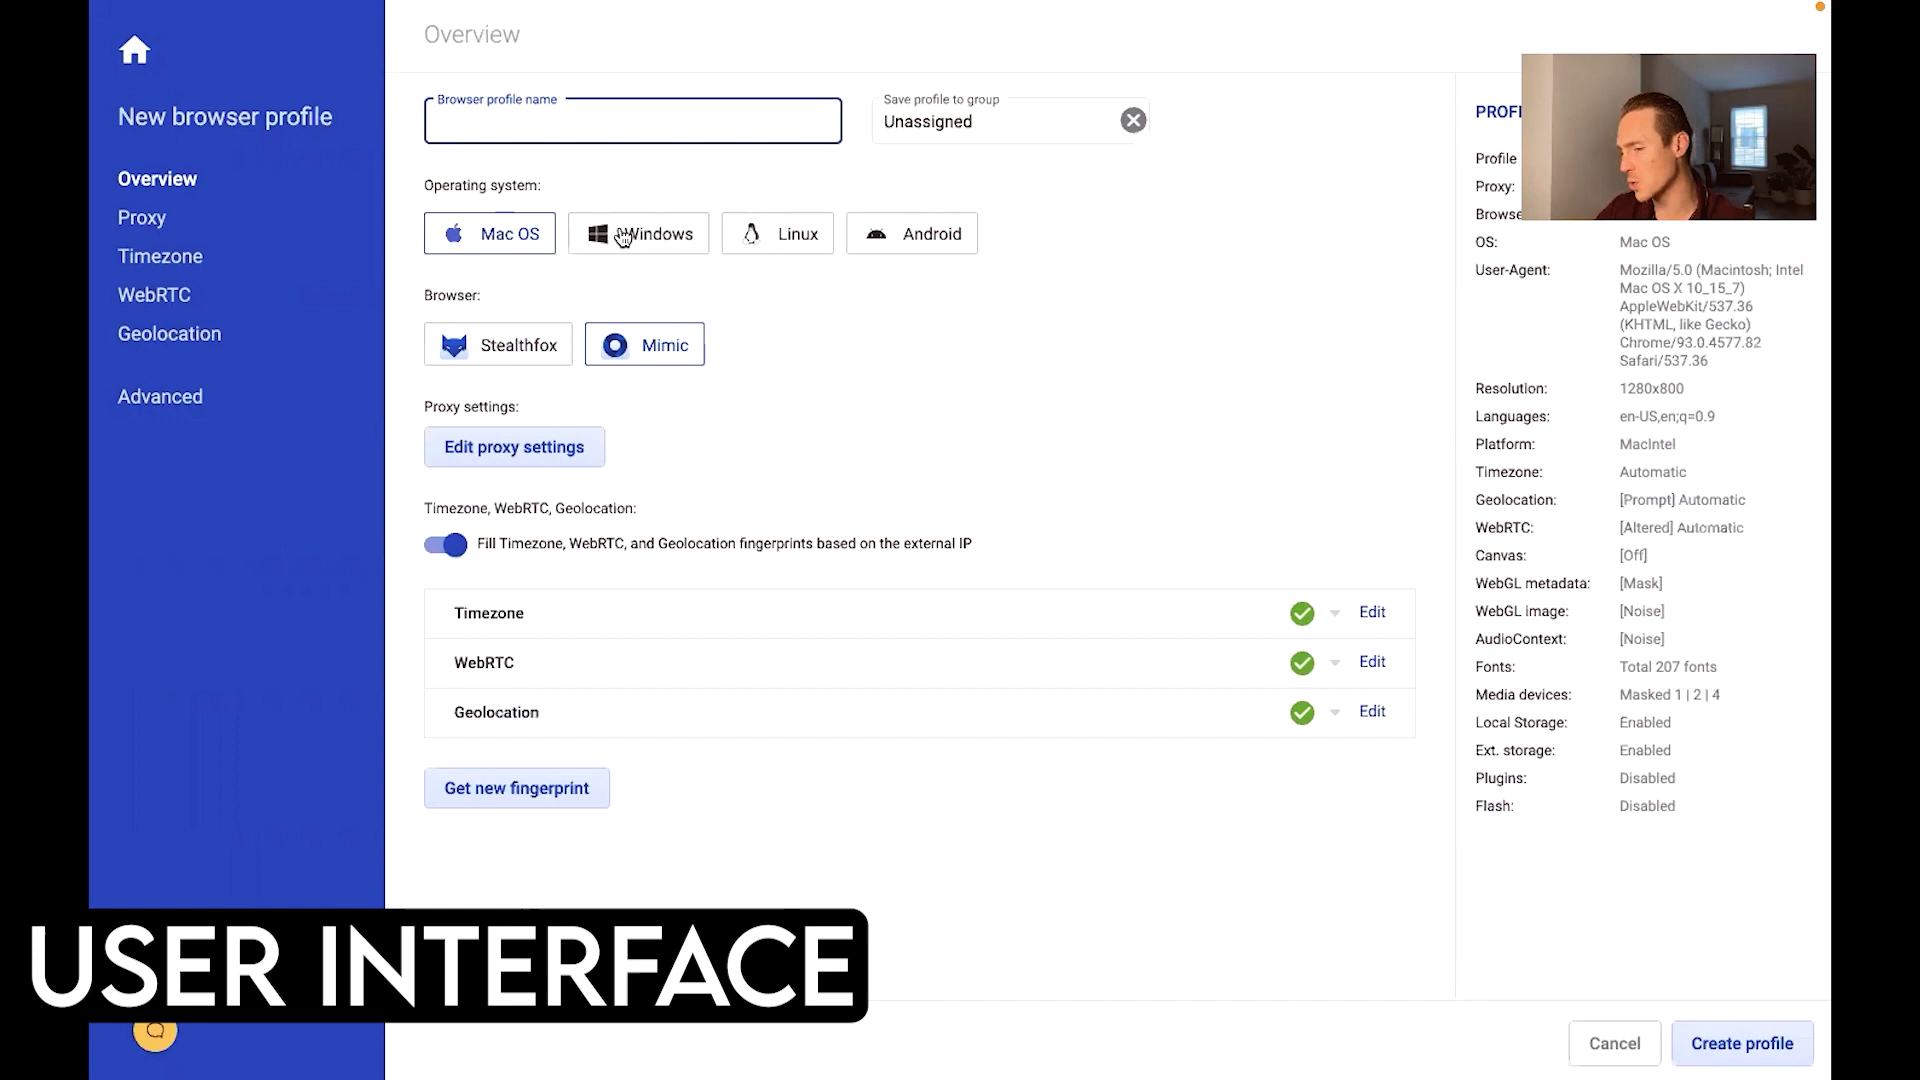 Overview
New browser profile
Overview
Proxy
Timezone
WebRTC
Geolocation
Advanced
Browser profile name
Save profile to group
Unassigned
Operating system:
Mac OS
Windows
Linux
Android
Browser:
Stealthfox
Mimic
Proxy settings:
Edit proxy settings
Timezone, WebRTC, Geolocation:
Fill Timezone, WebRTC, and Geolocation fingerprints based on the external IP
Timezone Edit
WebRTC Edit
Geolocation Edit
Get new fingerprint
PROFI
Profile
Proxy:
Browse
OS: Mac OS
User-Agent: Mozilla/5.0 (Macintosh; Intel
Mac OS X 10_15_7)
AppleWebKit/537.36
(KHTML, like Gecko)
Chrome/93.0.4577.82
Safari/537.36
Resolution: 1280x800
Languages: en-US,en;q=0.9
Platform: MacIntel
Timezone: Automatic
Geolocation: [Prompt] Automatic
WebRTC: [Altered] Automatic
Canvas: [Off]
WebGL metadata: [Mask]
WebGL image: [Noise]
AudioContext: [Noise]
Fonts: Total 207 fonts
Media devices: Masked 1 | 2 | 4
Local Storage: Enabled
Ext. storage: Enabled
Plugins: Disabled
Flash: Disabled
USER INTERFACE
Cancel
Create profile